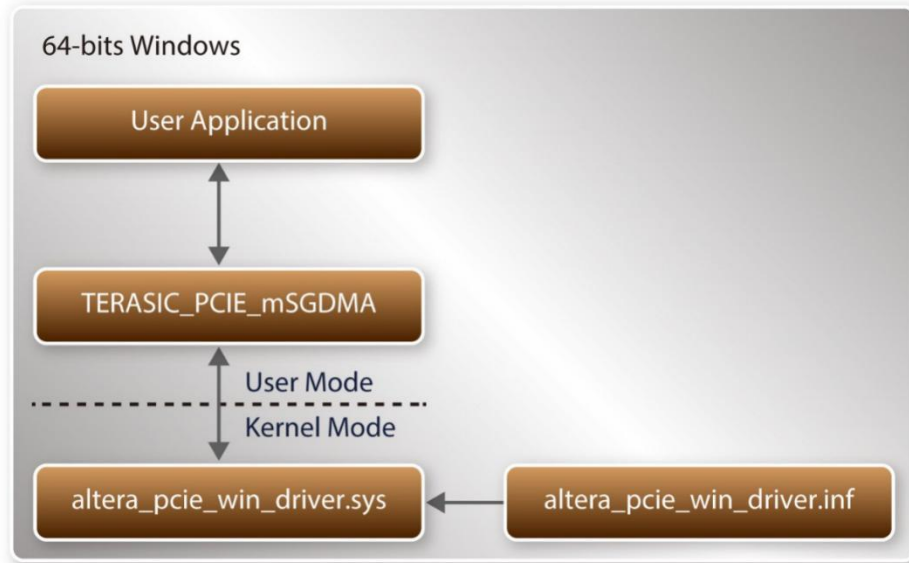 64-bits Windows
User Application
TERASIC_PCIE_mSGDMA
User Mode
Kernel Mode
altera_pcie_win_driver.sys
altera_pcie_win_driver.inf